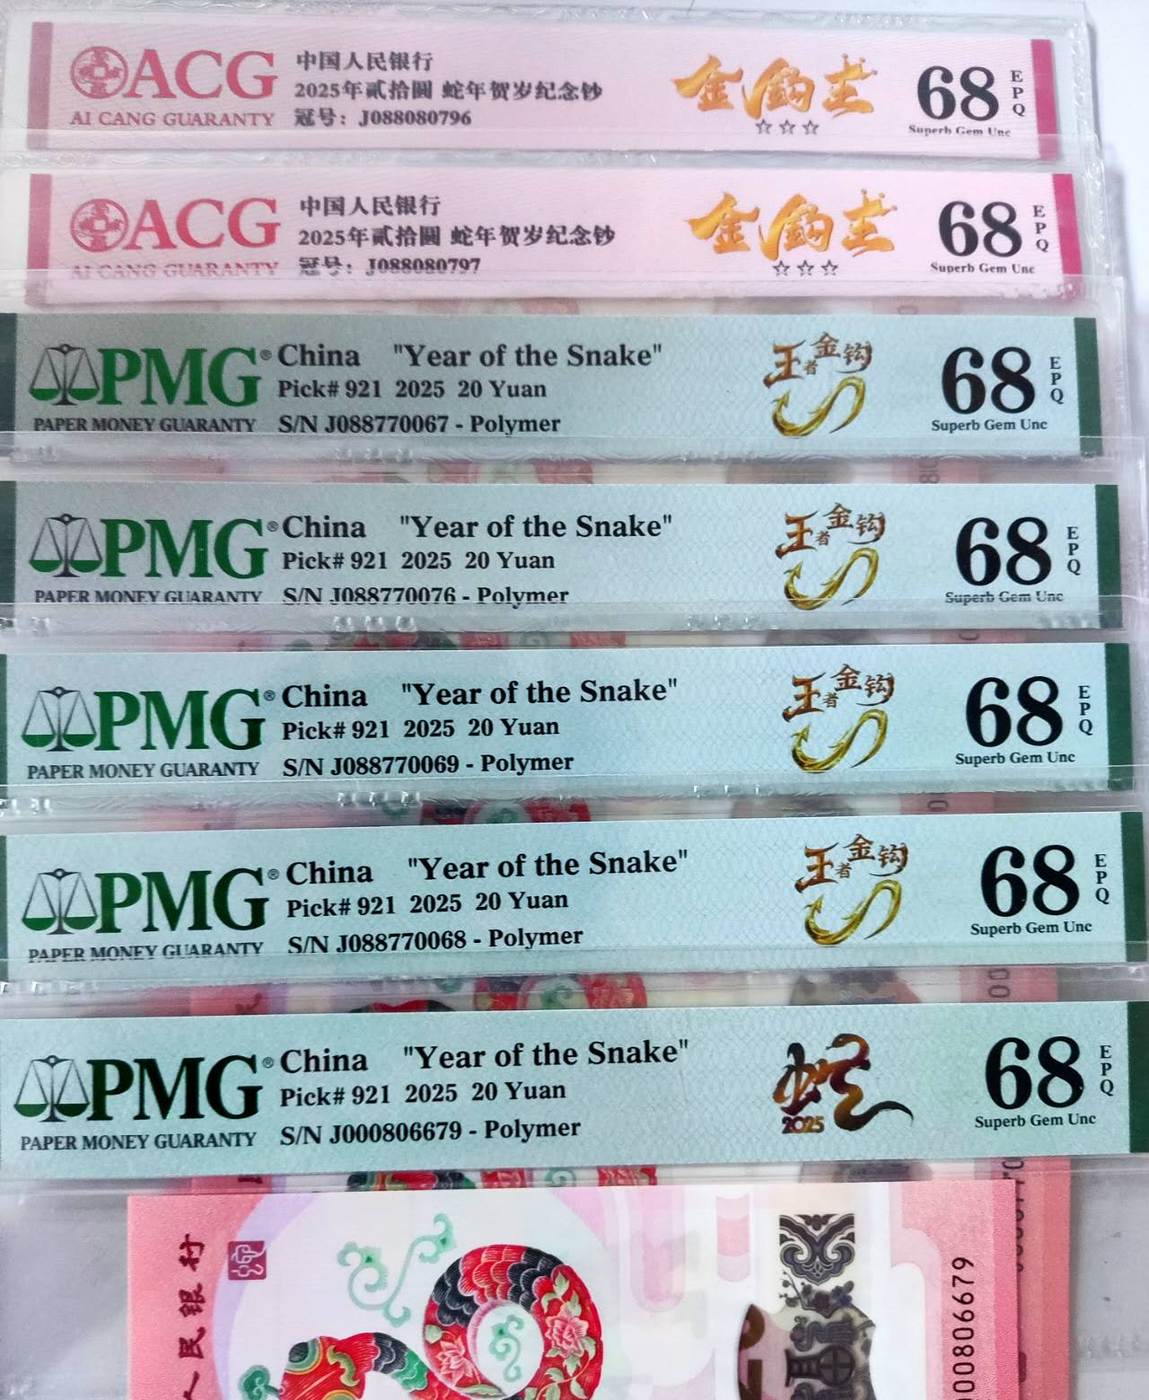 ACG
AI CANG GUARANTY
中国人民银行
2025年贰拾圆 蛇年贺岁纪念钞
冠号：J088080796
金钩王
☆☆☆
68
EPQ
Superb Gem Unc
ACG
AI CANG GUARANTY
中国人民银行
2025年贰拾圆 蛇年贺岁纪念钞
冠号：J088080797
金钩王
☆☆☆
68
EPQ
Superb Gem Unc
PMG®
PAPER MONEY GUARANTY
China "Year of the Snake"
Pick# 921 2025 20 Yuan
S/N J088770067 - Polymer
王者金钩
68
EPQ
Superb Gem Unc
PMG®
PAPER MONEY GUARANTY
China "Year of the Snake"
Pick# 921 2025 20 Yuan
S/N J088770076 - Polymer
王者金钩
68
EPQ
Superb Gem Unc
PMG®
PAPER MONEY GUARANTY
China "Year of the Snake"
Pick# 921 2025 20 Yuan
S/N J088770069 - Polymer
王者金钩
68
EPQ
Superb Gem Unc
PMG®
PAPER MONEY GUARANTY
China "Year of the Snake"
Pick# 921 2025 20 Yuan
S/N J088770068 - Polymer
王者金钩
68
EPQ
Superb Gem Unc
PMG®
PAPER MONEY GUARANTY
China "Year of the Snake"
Pick# 921 2025 20 Yuan
S/N J000806679 - Polymer
蛇
2025
68
EPQ
Superb Gem Unc
人民银行
00806679